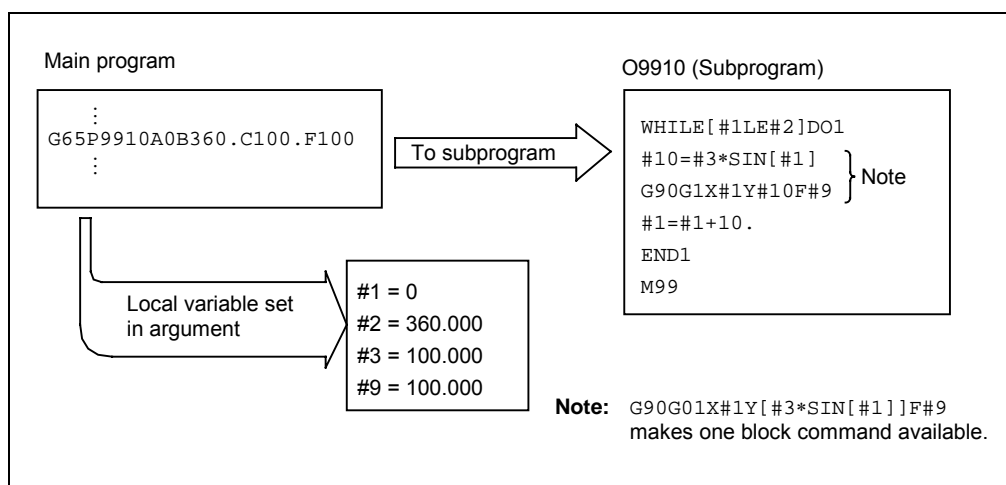 Main program
⋮
G65P9910A0B360.C100.F100
⋮
To subprogram
O9910 (Subprogram)
WHILE[#1LE#2]DO1
#10=#3*SIN[#1]
G90G1X#1Y#10F#9
Note
#1=#1+10.
END1
M99
Local variable set
in argument
#1 = 0
#2 = 360.000
#3 = 100.000
#9 = 100.000
Note: G90G01X#1Y[#3*SIN[#1]]F#9
makes one block command available.